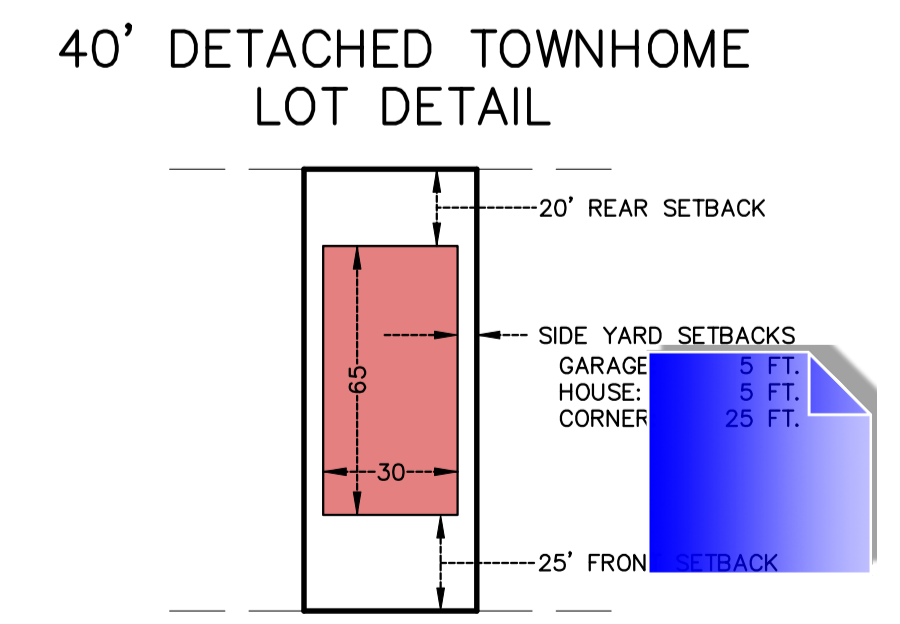 40' DETACHED TOWNHOME
LOT DETAIL
20' REAR SETBACK
SIDE YARD SETBACKS
GARAGE 5 FT.
HOUSE: 5 FT.
CORNER 25 FT.
65
30
25' FRONT SETBACK